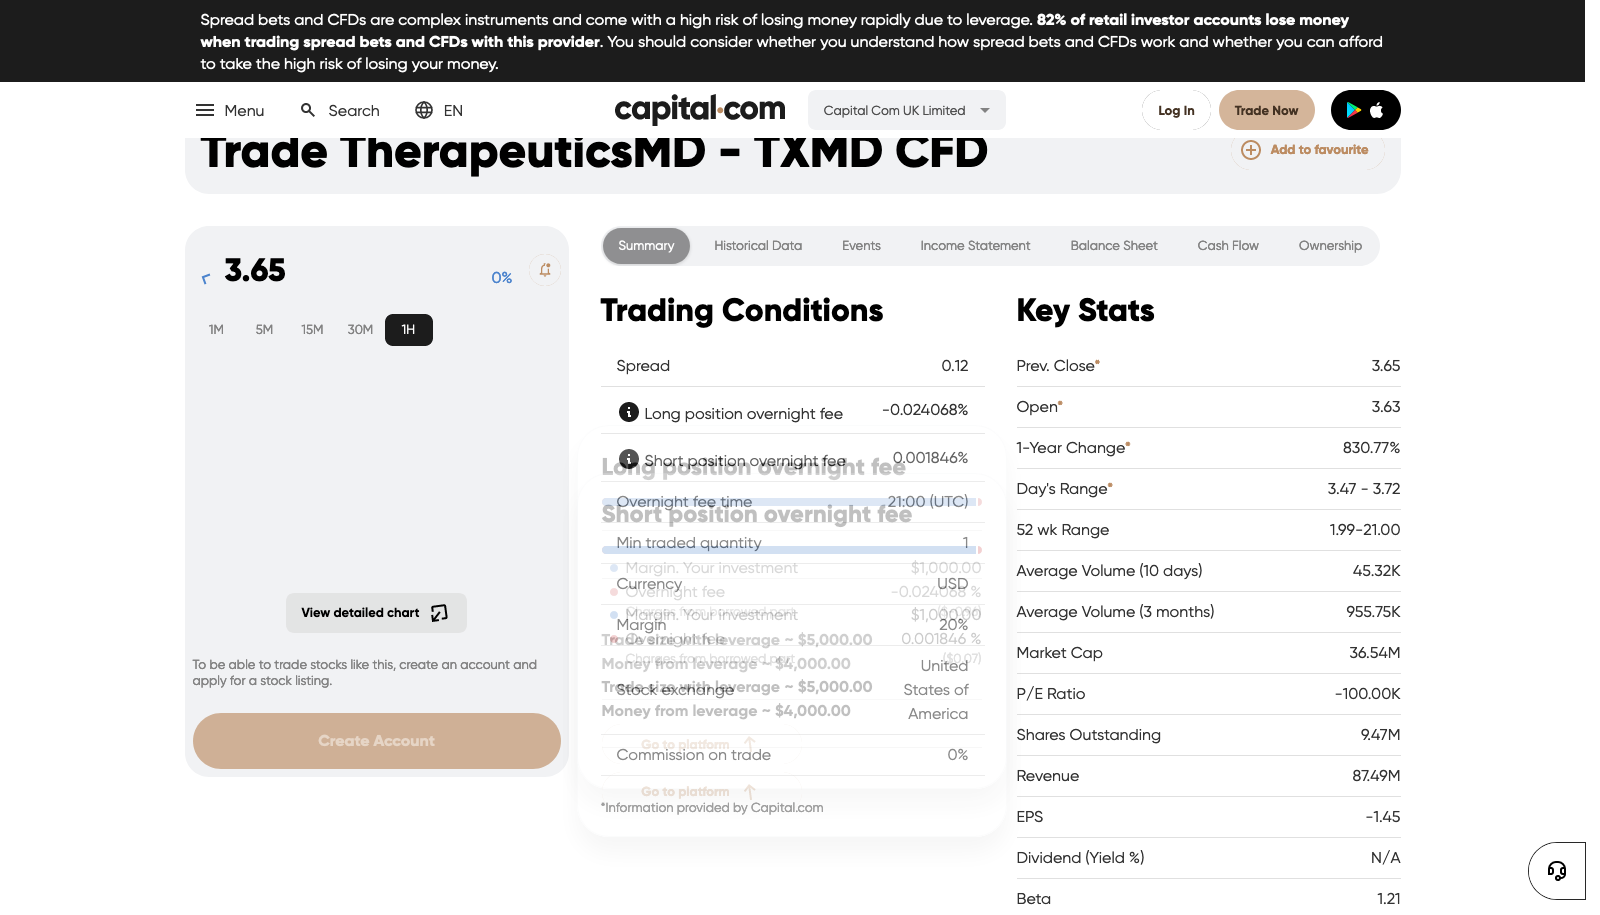 Spread bets and CFDs are complex instruments and come with a high risk of losing money rapidly due to leverage. 82% of retail investor accounts lose money
when trading spread bets and CFDs with this provider. You should consider whether you understand how spread bets and CFDs work and whether you can afford
to take the high risk of losing your money.
Menu Search EN capital.com Capital Com UK Limited Log In Trade Now
Trade TherapeuticsMD - TXMD CFD Add to favourite
3.65 0%
1M 5M 15M 30M 1H
View detailed chart
To be able to trade stocks like this, create an account and
apply for a stock listing.
Create Account
Summary Historical Data Events Income Statement Balance Sheet Cash Flow Ownership
Trading Conditions
Spread 0.12
Long position overnight fee -0.024068%
Short position overnight fee 0.001846%
Overnight fee time 21:00 (UTC)
Min traded quantity 1
Currency USD
Margin 20%
Stock exchange United
States of
America
Commission on trade 0%
*Information provided by Capital.com
Long position overnight fee
Margin. Your investment $1,000.00
Overnight fee -0.024068 %
Trade size with leverage ~ $5,000.00
Money from leverage ~ $4,000.00
Go to platform
Short position overnight fee
Margin. Your investment $1,000.00
Overnight fee 0.001846 %
Charges from borrowed part ($0.07)
Trade size with leverage ~ $5,000.00
Money from leverage ~ $4,000.00
Go to platform
Key Stats
Prev. Close* 3.65
Open* 3.63
1-Year Change* 830.77%
Day's Range* 3.47 - 3.72
52 wk Range 1.99-21.00
Average Volume (10 days) 45.32K
Average Volume (3 months) 955.75K
Market Cap 36.54M
P/E Ratio -100.00K
Shares Outstanding 9.47M
Revenue 87.49M
EPS -1.45
Dividend (Yield %) N/A
Beta 1.21